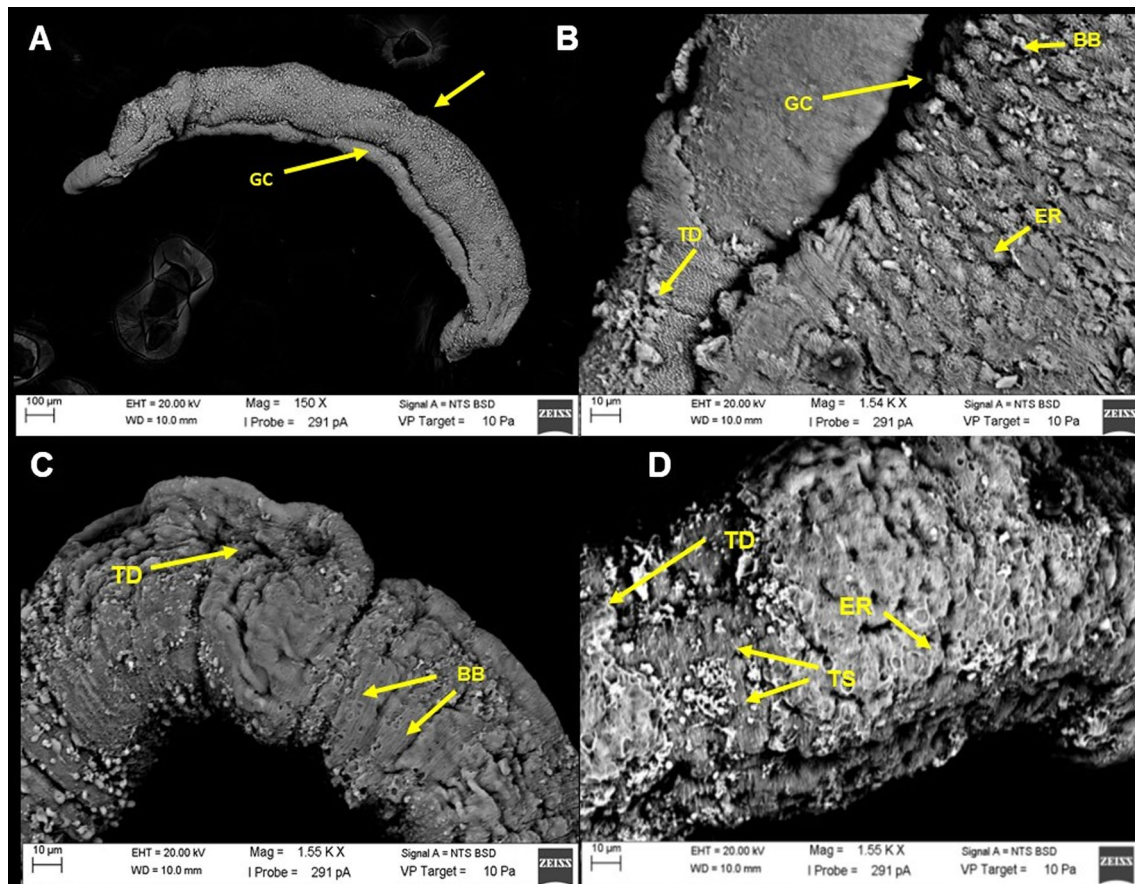 A
GC
100 µm
EHT = 20.00 kV
WD = 10.0 mm
Mag = 150 X
I Probe = 291 pA
Signal A = NTS BSD
VP Target = 10 Pa
ZEISS
B
BB
GC
ER
TD
10 µm
EHT = 20.00 kV
WD = 10.0 mm
Mag = 1.54 K X
I Probe = 291 pA
Signal A = NTS BSD
VP Target = 10 Pa
ZEISS
C
TD
BB
10 µm
EHT = 20.00 kV
WD = 10.0 mm
Mag = 1.55 K X
I Probe = 291 pA
Signal A = NTS BSD
VP Target = 10 Pa
ZEISS
D
TD
ER
TS
10 µm
EHT = 20.00 kV
WD = 10.0 mm
Mag = 1.55 K X
I Probe = 291 pA
Signal A = NTS BSD
VP Target = 10 Pa
ZEISS